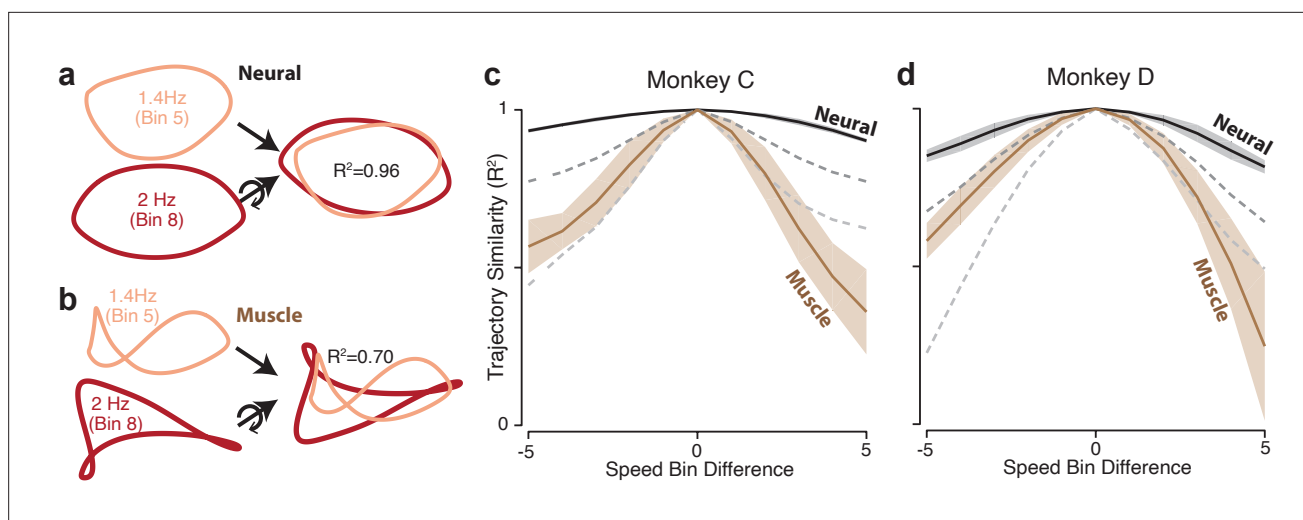 a
Neural
1.4Hz
(Bin 5)
2 Hz
(Bin 8)
R²=0.96
b
Muscle
1.4Hz
(Bin 5)
2 Hz
(Bin 8)
R²=0.70
c
Monkey C
Trajectory Similarity (R²)
1
0
Neural
Muscle
-5
0
5
Speed Bin Difference
d
Monkey D
Neural
Muscle
-5
0
5
Speed Bin Difference